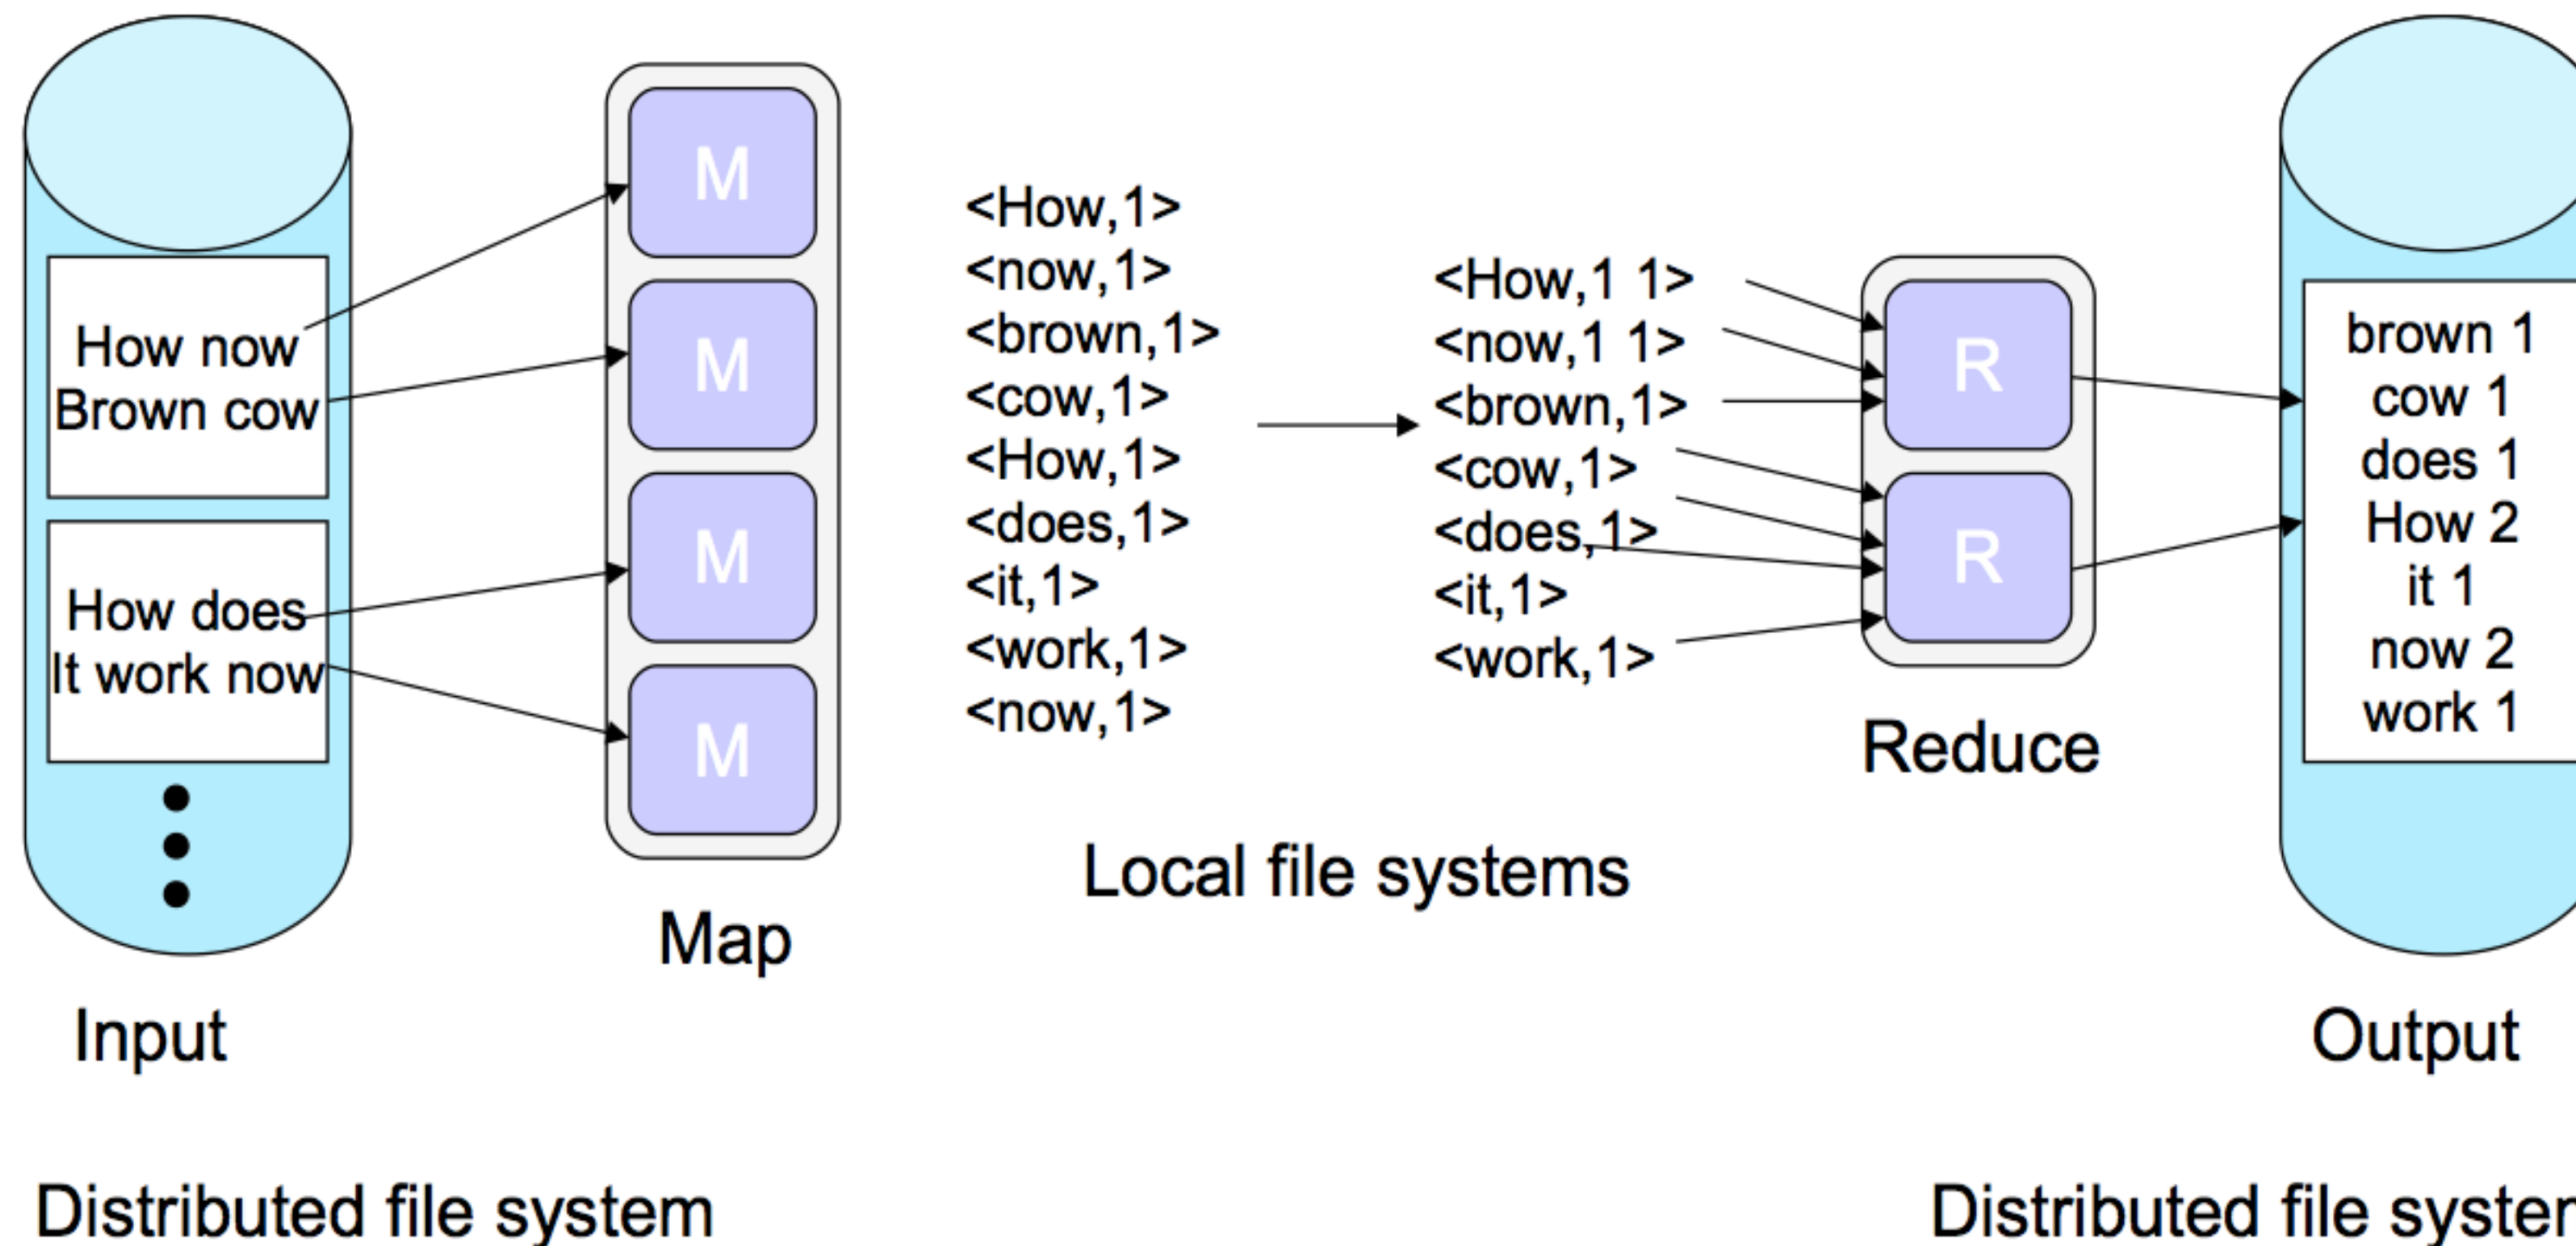 How now
Brown cow
How does
It work now
Input
Distributed file system
M
M
M
M
Map
<How,1>
<now,1>
<brown,1>
<cow,1>
<How,1>
<does,1>
<it,1>
<work,1>
<now,1>
<How,1 1>
<now,1 1>
<brown,1>
<cow,1>
<does,1>
<it,1>
<work,1>
Local file systems
R
R
Reduce
brown 1
cow 1
does 1
How 2
it 1
now 2
work 1
Output
Distributed file system